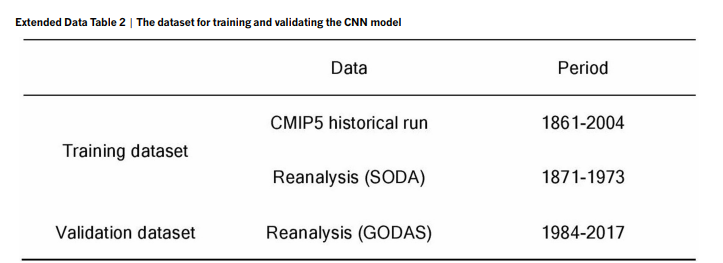 Extended Data Table 2 | The dataset for training and validating the CNN model
Data Period
CMIP5 historical run 1861-2004
Training dataset
Reanalysis (SODA) 1871-1973
Validation dataset Reanalysis (GODAS) 1984-2017